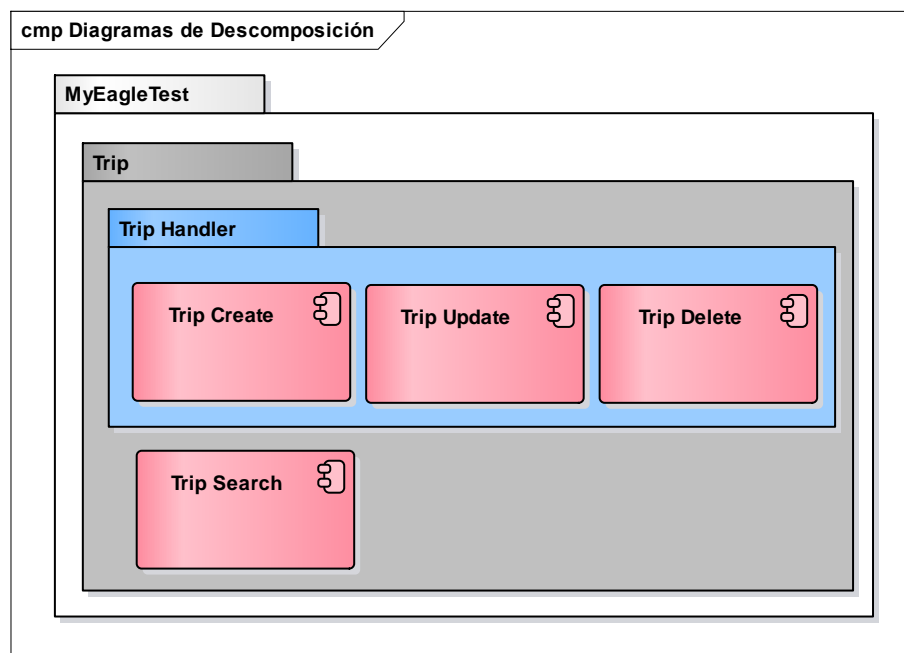 cmp Diagramas de Descomposición
MyEagleTest
Trip
Trip Handler
Trip Create
Trip Update
Trip Delete
Trip Search